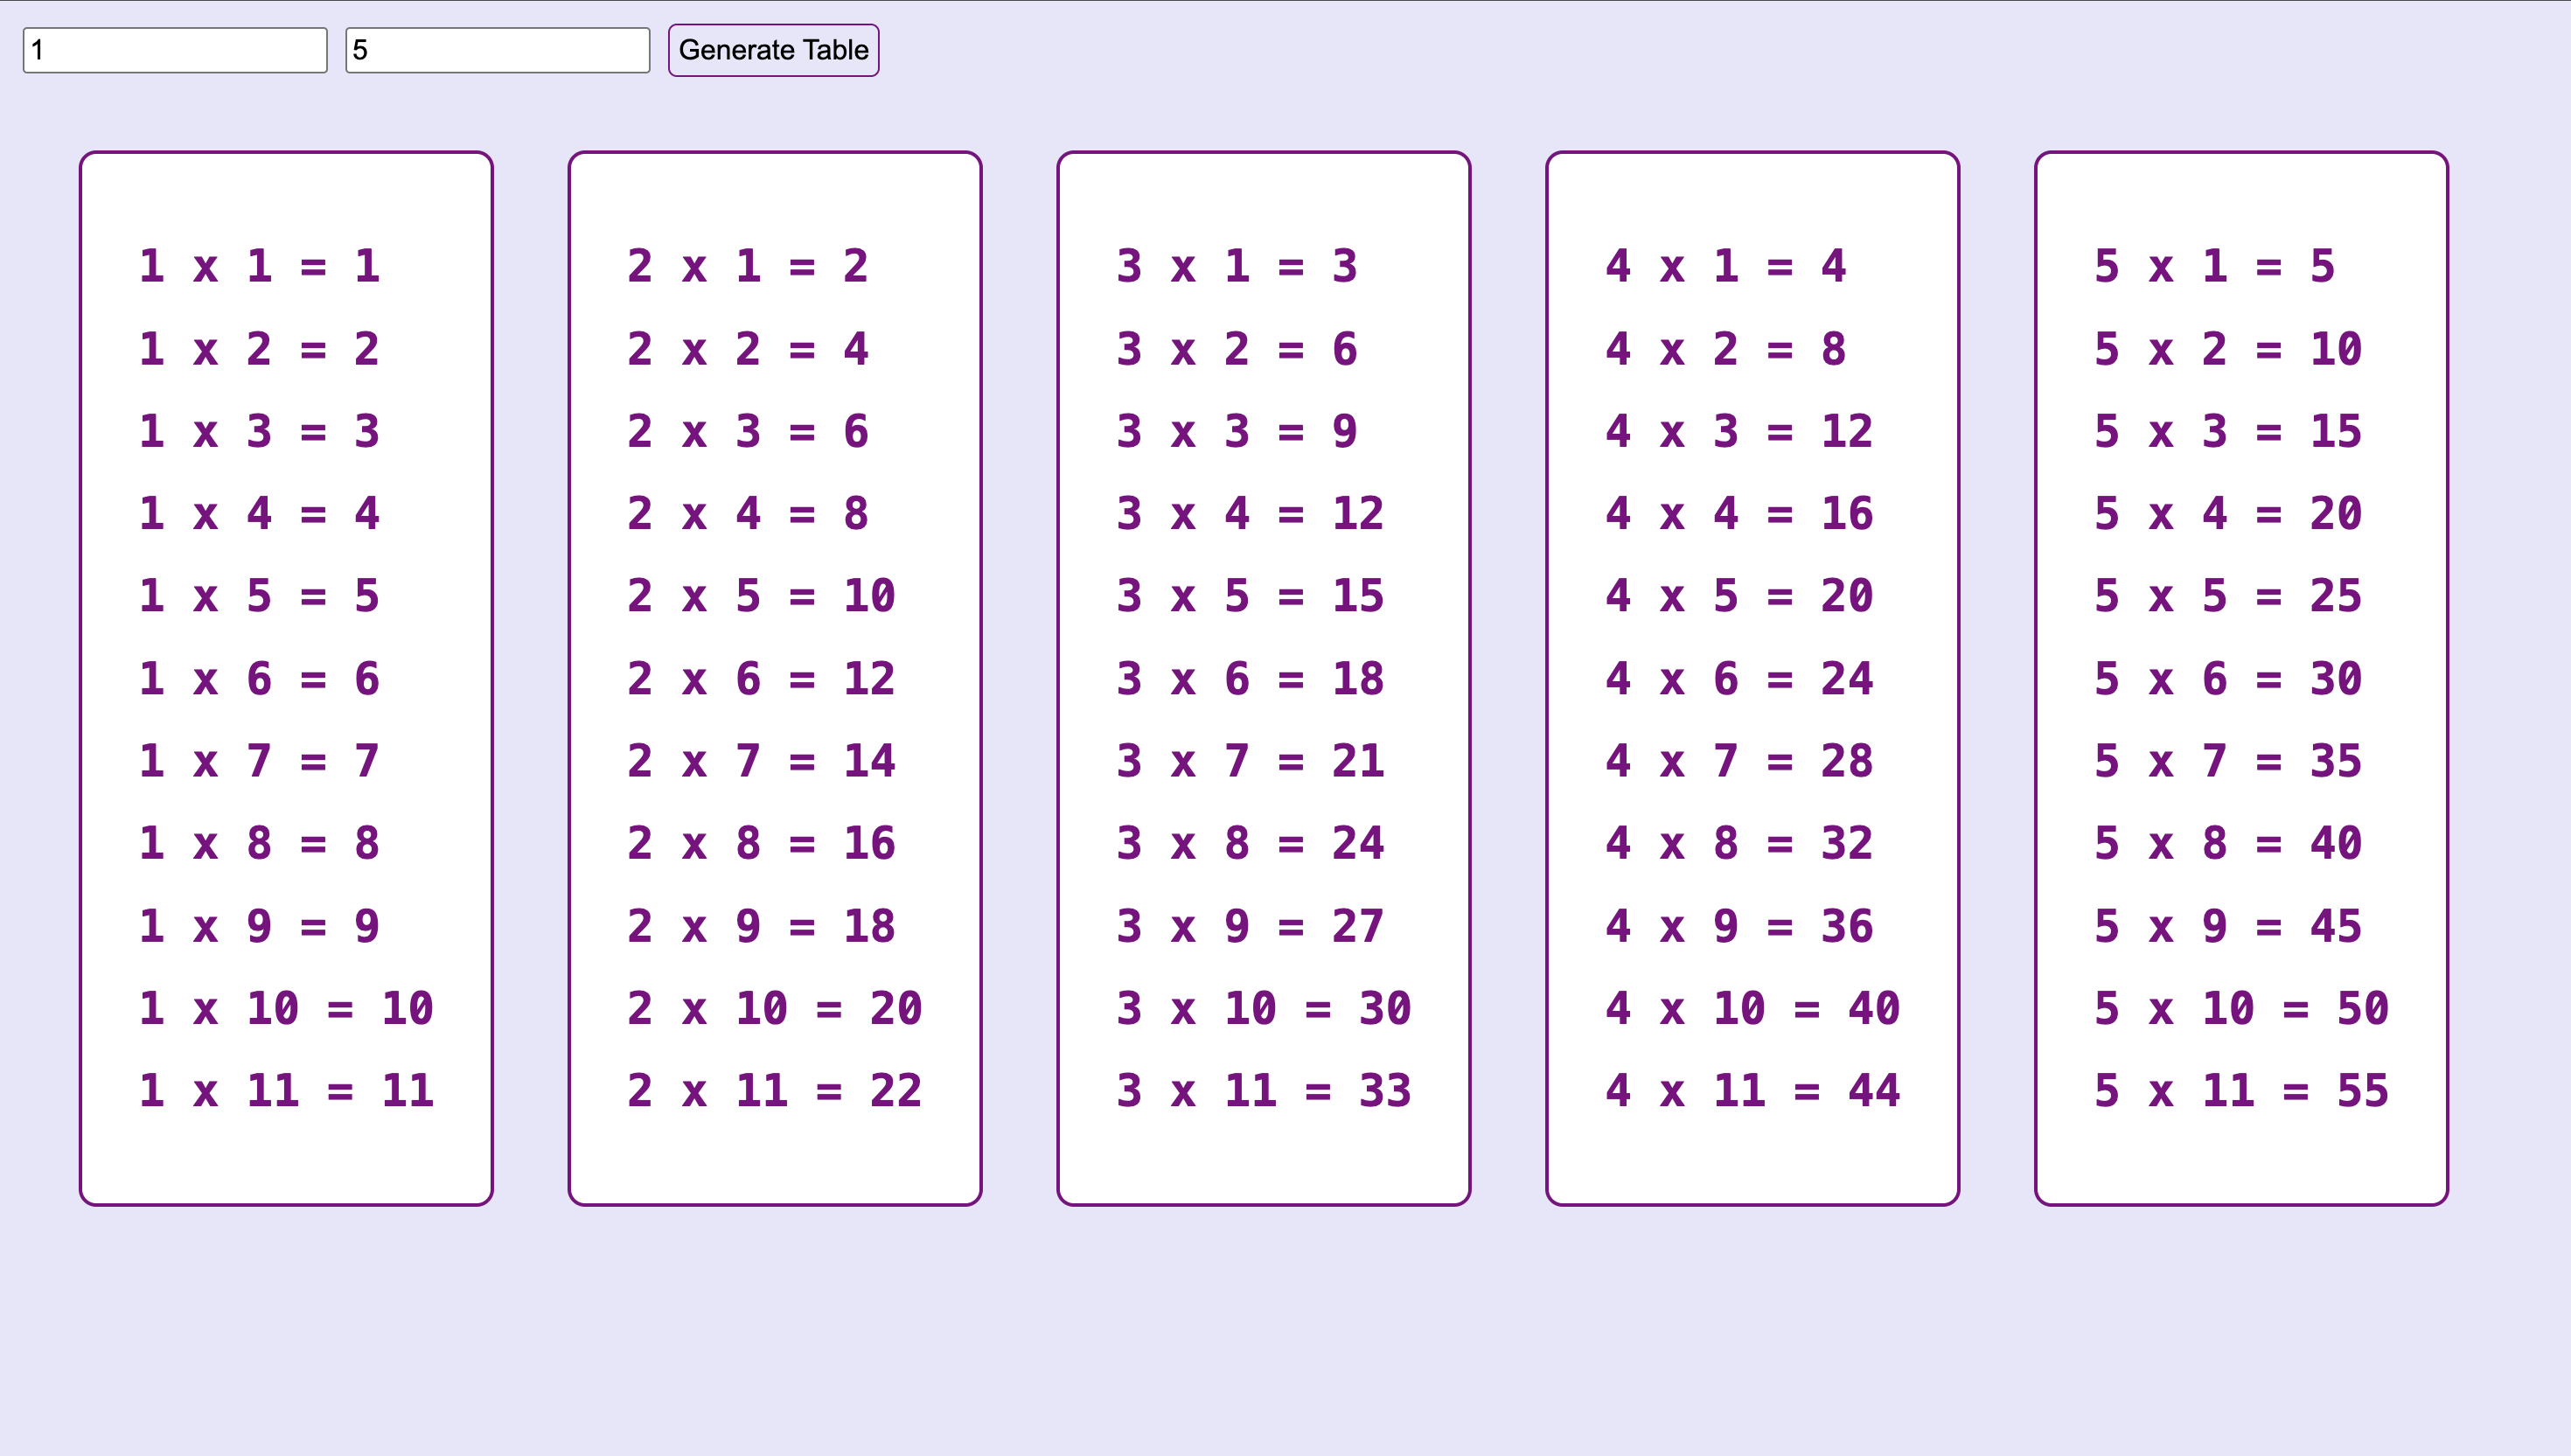 1 5 Generate Table
1 x 1 = 1
1 x 2 = 2
1 x 3 = 3
1 x 4 = 4
1 x 5 = 5
1 x 6 = 6
1 x 7 = 7
1 x 8 = 8
1 x 9 = 9
1 x 10 = 10
1 x 11 = 11
2 x 1 = 2
2 x 2 = 4
2 x 3 = 6
2 x 4 = 8
2 x 5 = 10
2 x 6 = 12
2 x 7 = 14
2 x 8 = 16
2 x 9 = 18
2 x 10 = 20
2 x 11 = 22
3 x 1 = 3
3 x 2 = 6
3 x 3 = 9
3 x 4 = 12
3 x 5 = 15
3 x 6 = 18
3 x 7 = 21
3 x 8 = 24
3 x 9 = 27
3 x 10 = 30
3 x 11 = 33
4 x 1 = 4
4 x 2 = 8
4 x 3 = 12
4 x 4 = 16
4 x 5 = 20
4 x 6 = 24
4 x 7 = 28
4 x 8 = 32
4 x 9 = 36
4 x 10 = 40
4 x 11 = 44
5 x 1 = 5
5 x 2 = 10
5 x 3 = 15
5 x 4 = 20
5 x 5 = 25
5 x 6 = 30
5 x 7 = 35
5 x 8 = 40
5 x 9 = 45
5 x 10 = 50
5 x 11 = 55